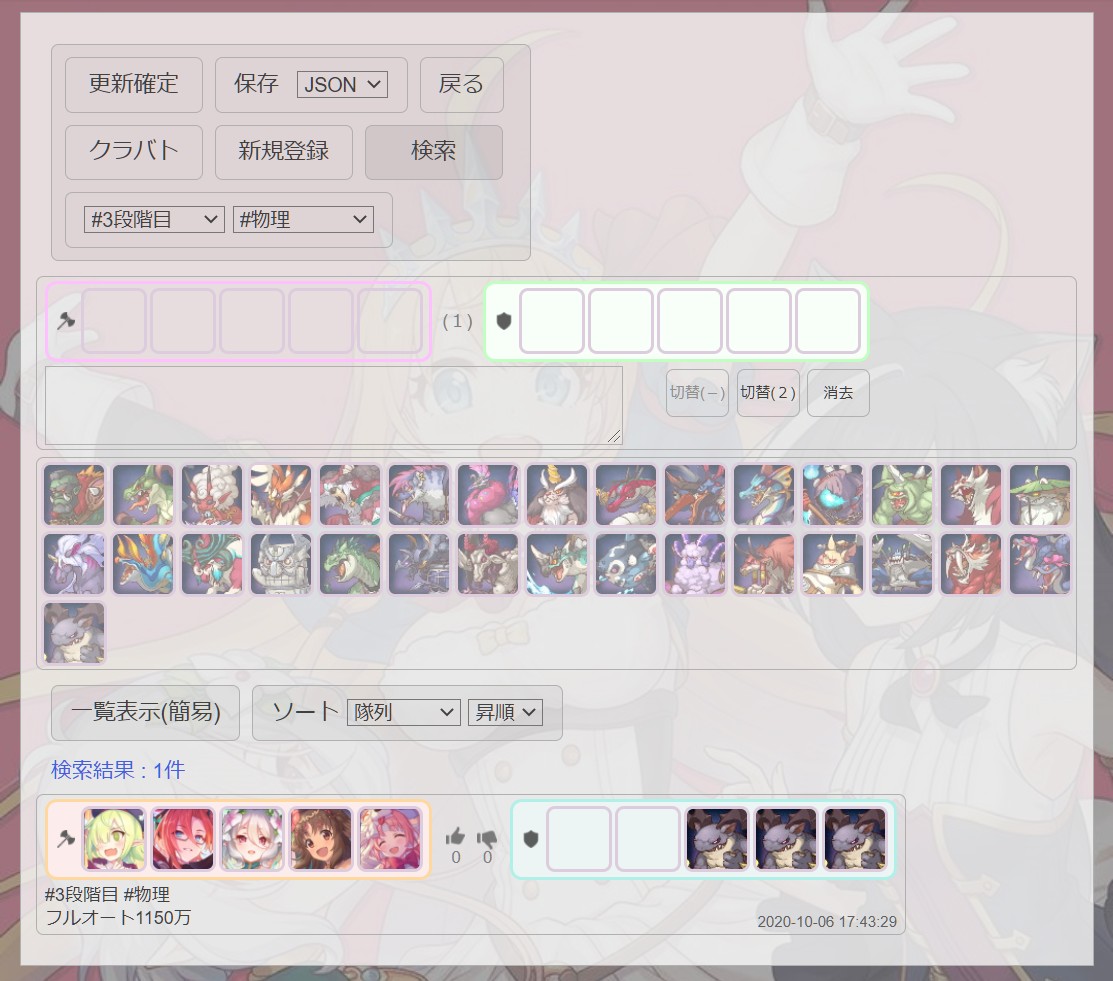 更新確定 保存 JSON 戻る
クラバト 新規登録 検索
#3段階目 #物理
(1)
切替(−) 切替(2) 消去
一覧表示(簡易) ソート 隊列 昇順
検索結果 : 1件
0 0
#3段階目 #物理
フルオート1150万
2020-10-06 17:43:29